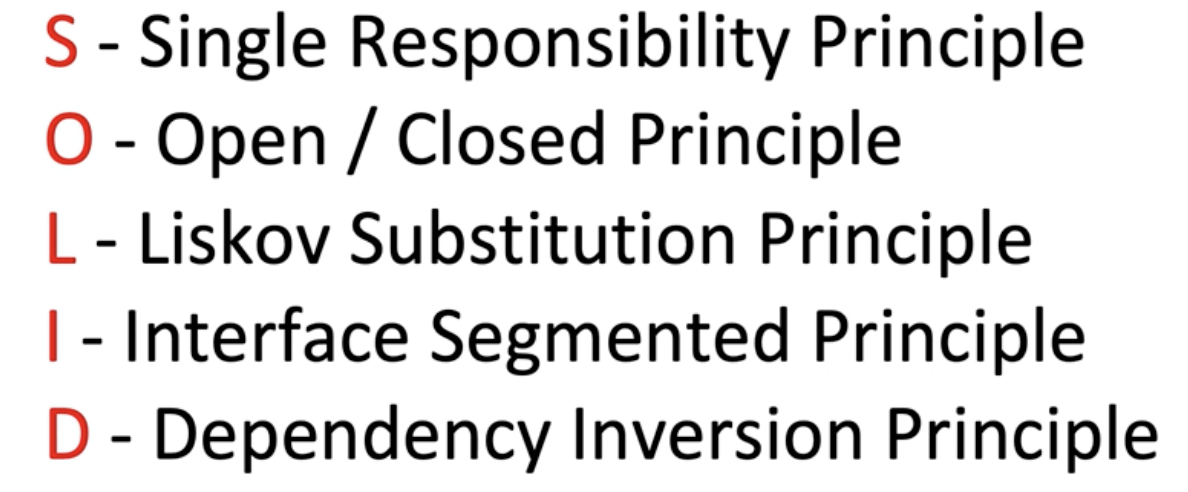 S - Single Responsibility Principle
O - Open / Closed Principle
L - Liskov Substitution Principle
I - Interface Segmented Principle
D - Dependency Inversion Principle